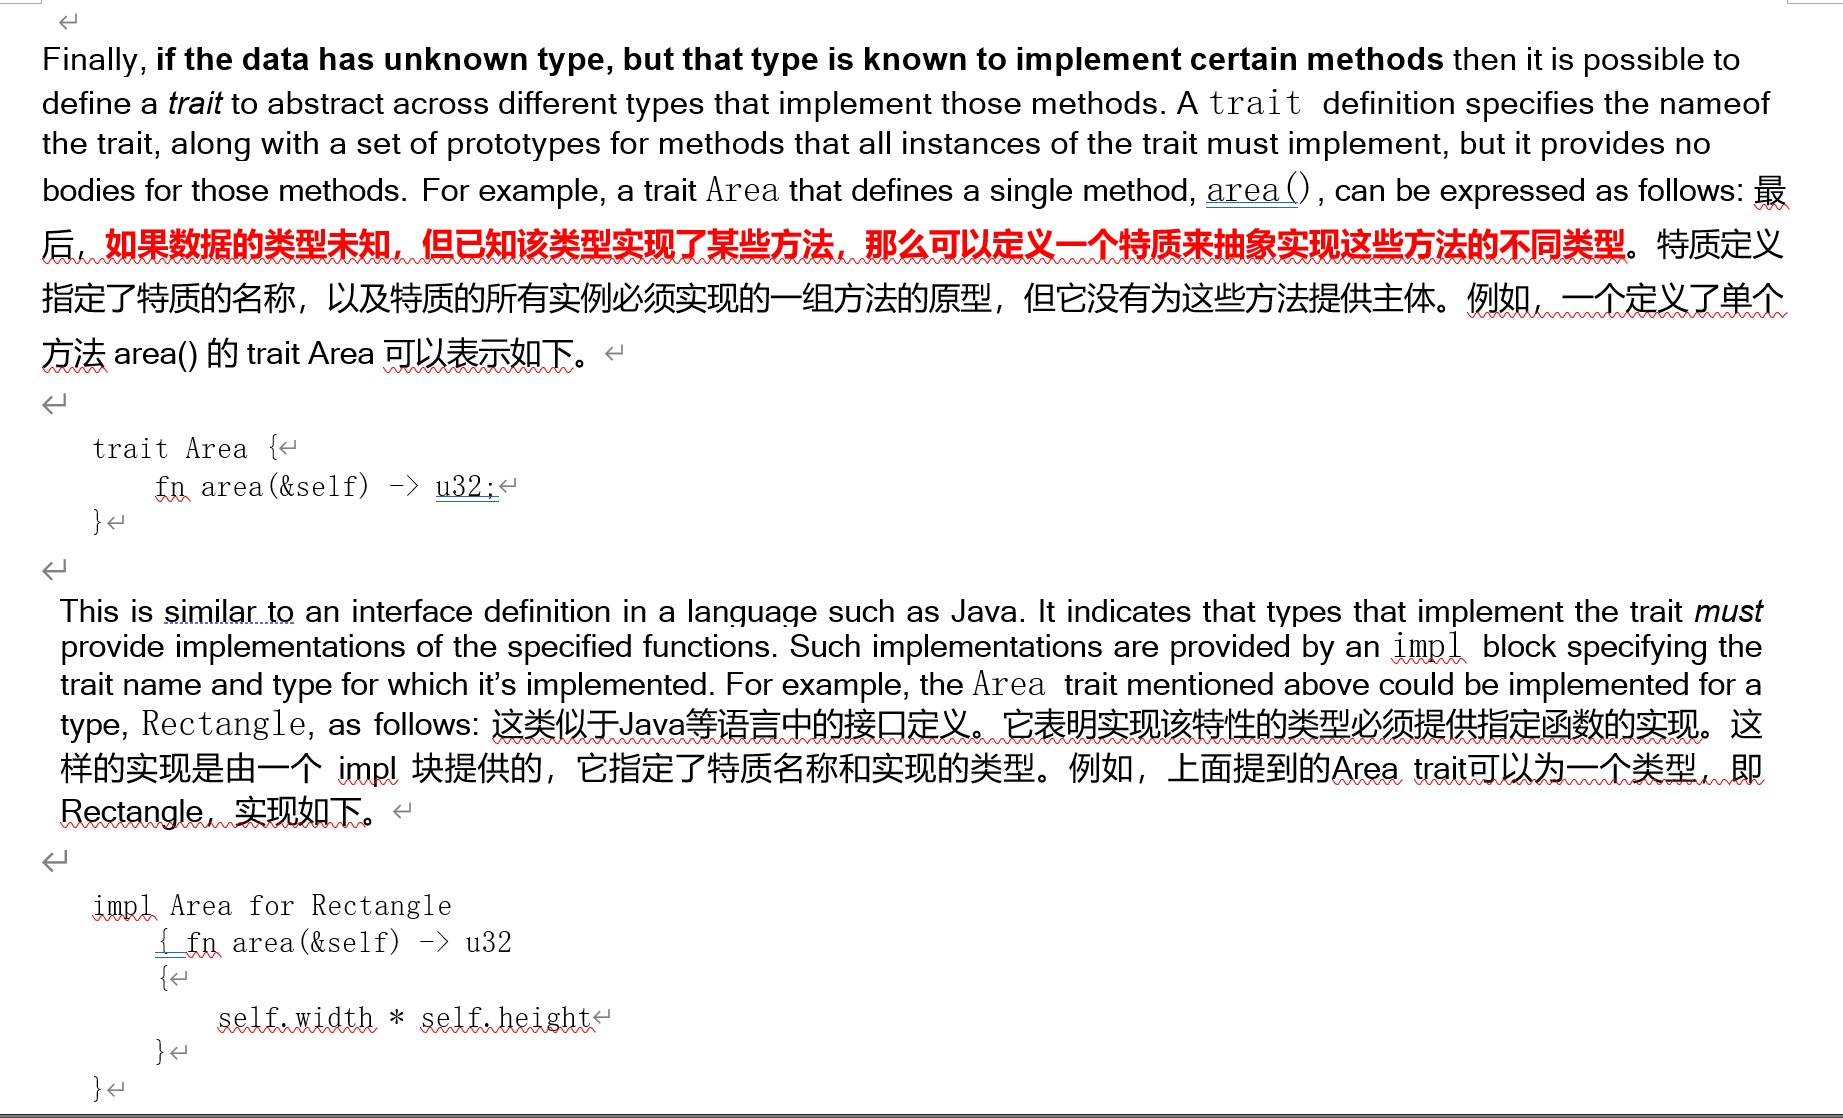 Finally, if the data has unknown type, but that type is known to implement certain methods then it is possible to
define a trait to abstract across different types that implement those methods. A trait definition specifies the nameof
the trait, along with a set of prototypes for methods that all instances of the trait must implement, but it provides no
bodies for those methods. For example, a trait Area that defines a single method, area(), can be expressed as follows: 最
后，如果数据的类型未知，但已知该类型实现了某些方法，那么可以定义一个特质来抽象实现这些方法的不同类型。特质定义
指定了特质的名称，以及特质的所有实例必须实现的一组方法的原型，但它没有为这些方法提供主体。例如，一个定义了单个
方法 area() 的 trait Area 可以表示如下。
trait Area {
fn area(&self) -> u32;
}
This is similar to an interface definition in a language such as Java. It indicates that types that implement the trait must
provide implementations of the specified functions. Such implementations are provided by an impl block specifying the
trait name and type for which it’s implemented. For example, the Area trait mentioned above could be implemented for a
type, Rectangle, as follows: 这类似于Java等语言中的接口定义。它表明实现该特性的类型必须提供指定函数的实现。这
样的实现是由一个 impl 块提供的，它指定了特质名称和实现的类型。例如，上面提到的Area trait可以为一个类型，即
Rectangle，实现如下。
impl Area for Rectangle
{ fn area(&self) -> u32
{
self.width * self.height
}
}